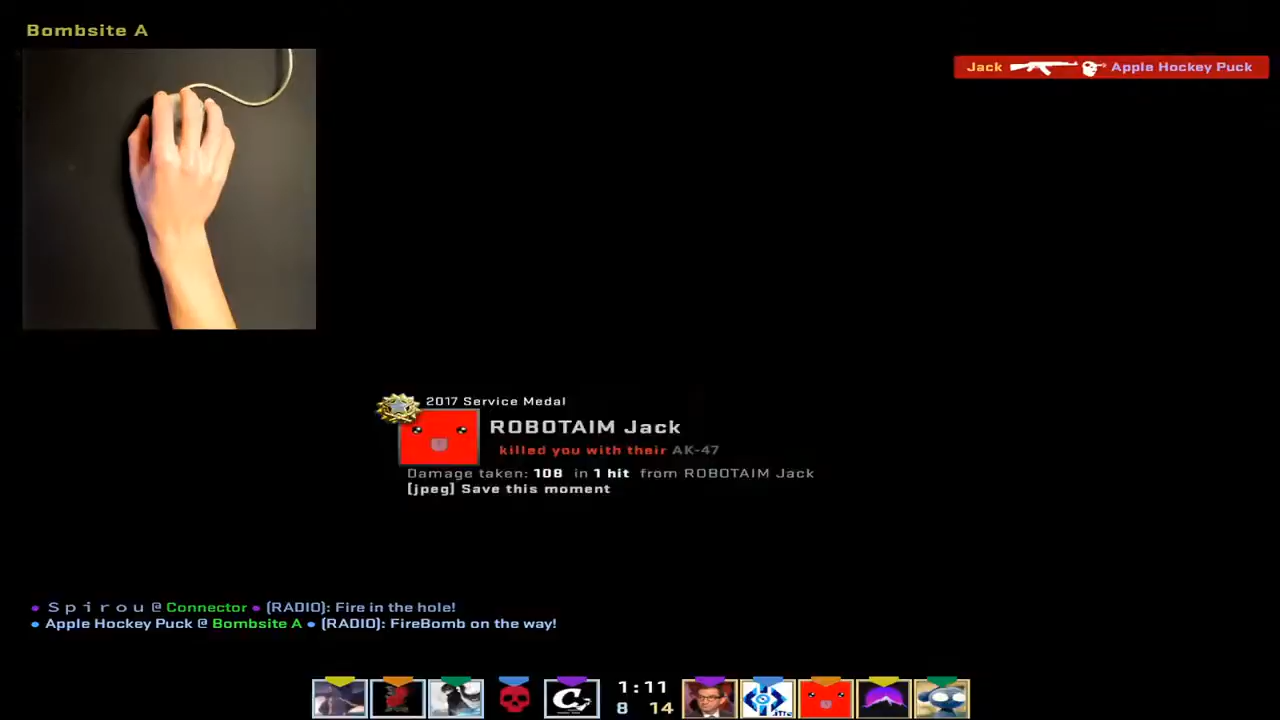 Bombsite A
Jack Apple Hockey Puck
2017 Service Medal
ROBOTAIM Jack
killed you with their AK-47
Damage taken: 108 in 1 hit from ROBOTAIM Jack
[jpeg] Save this moment
Spirou @ Connector • (RADIO): Fire in the hole!
Apple Hockey Puck @ Bombsite A • (RADIO): FireBomb on the way!
1:11
8 14